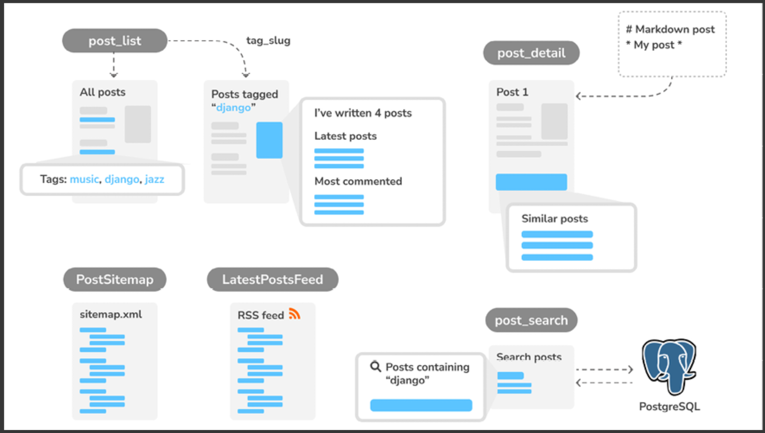 post_list
tag_slug
All posts
Tags: music, django, jazz
Posts tagged
“django”
I’ve written 4 posts
Latest posts
Most commented
post_detail
# Markdown post
* My post *
Post 1
Similar posts
PostSitemap
sitemap.xml
LatestPostsFeed
RSS feed
post_search
Search posts
Posts containing
“django”
PostgreSQL